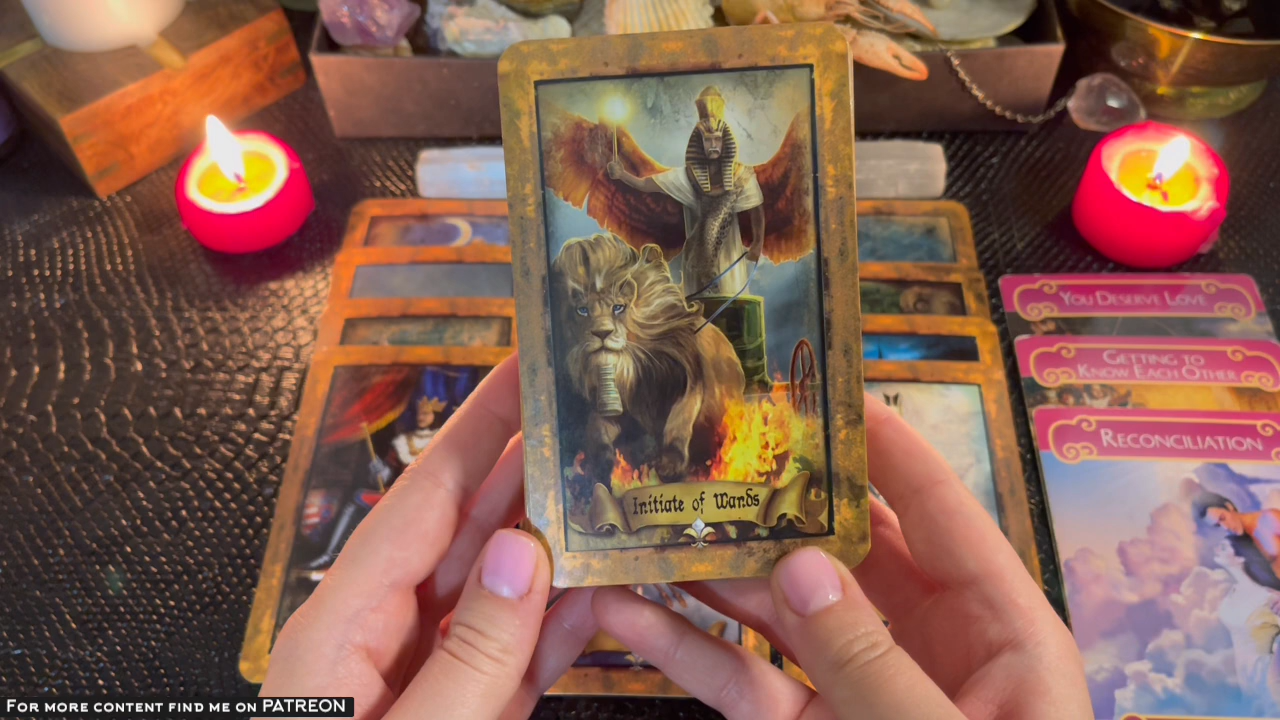 Initiate of Wands
You Deserve Love
Getting to
Know Each Other
Reconciliation
For more content find me on PATREON